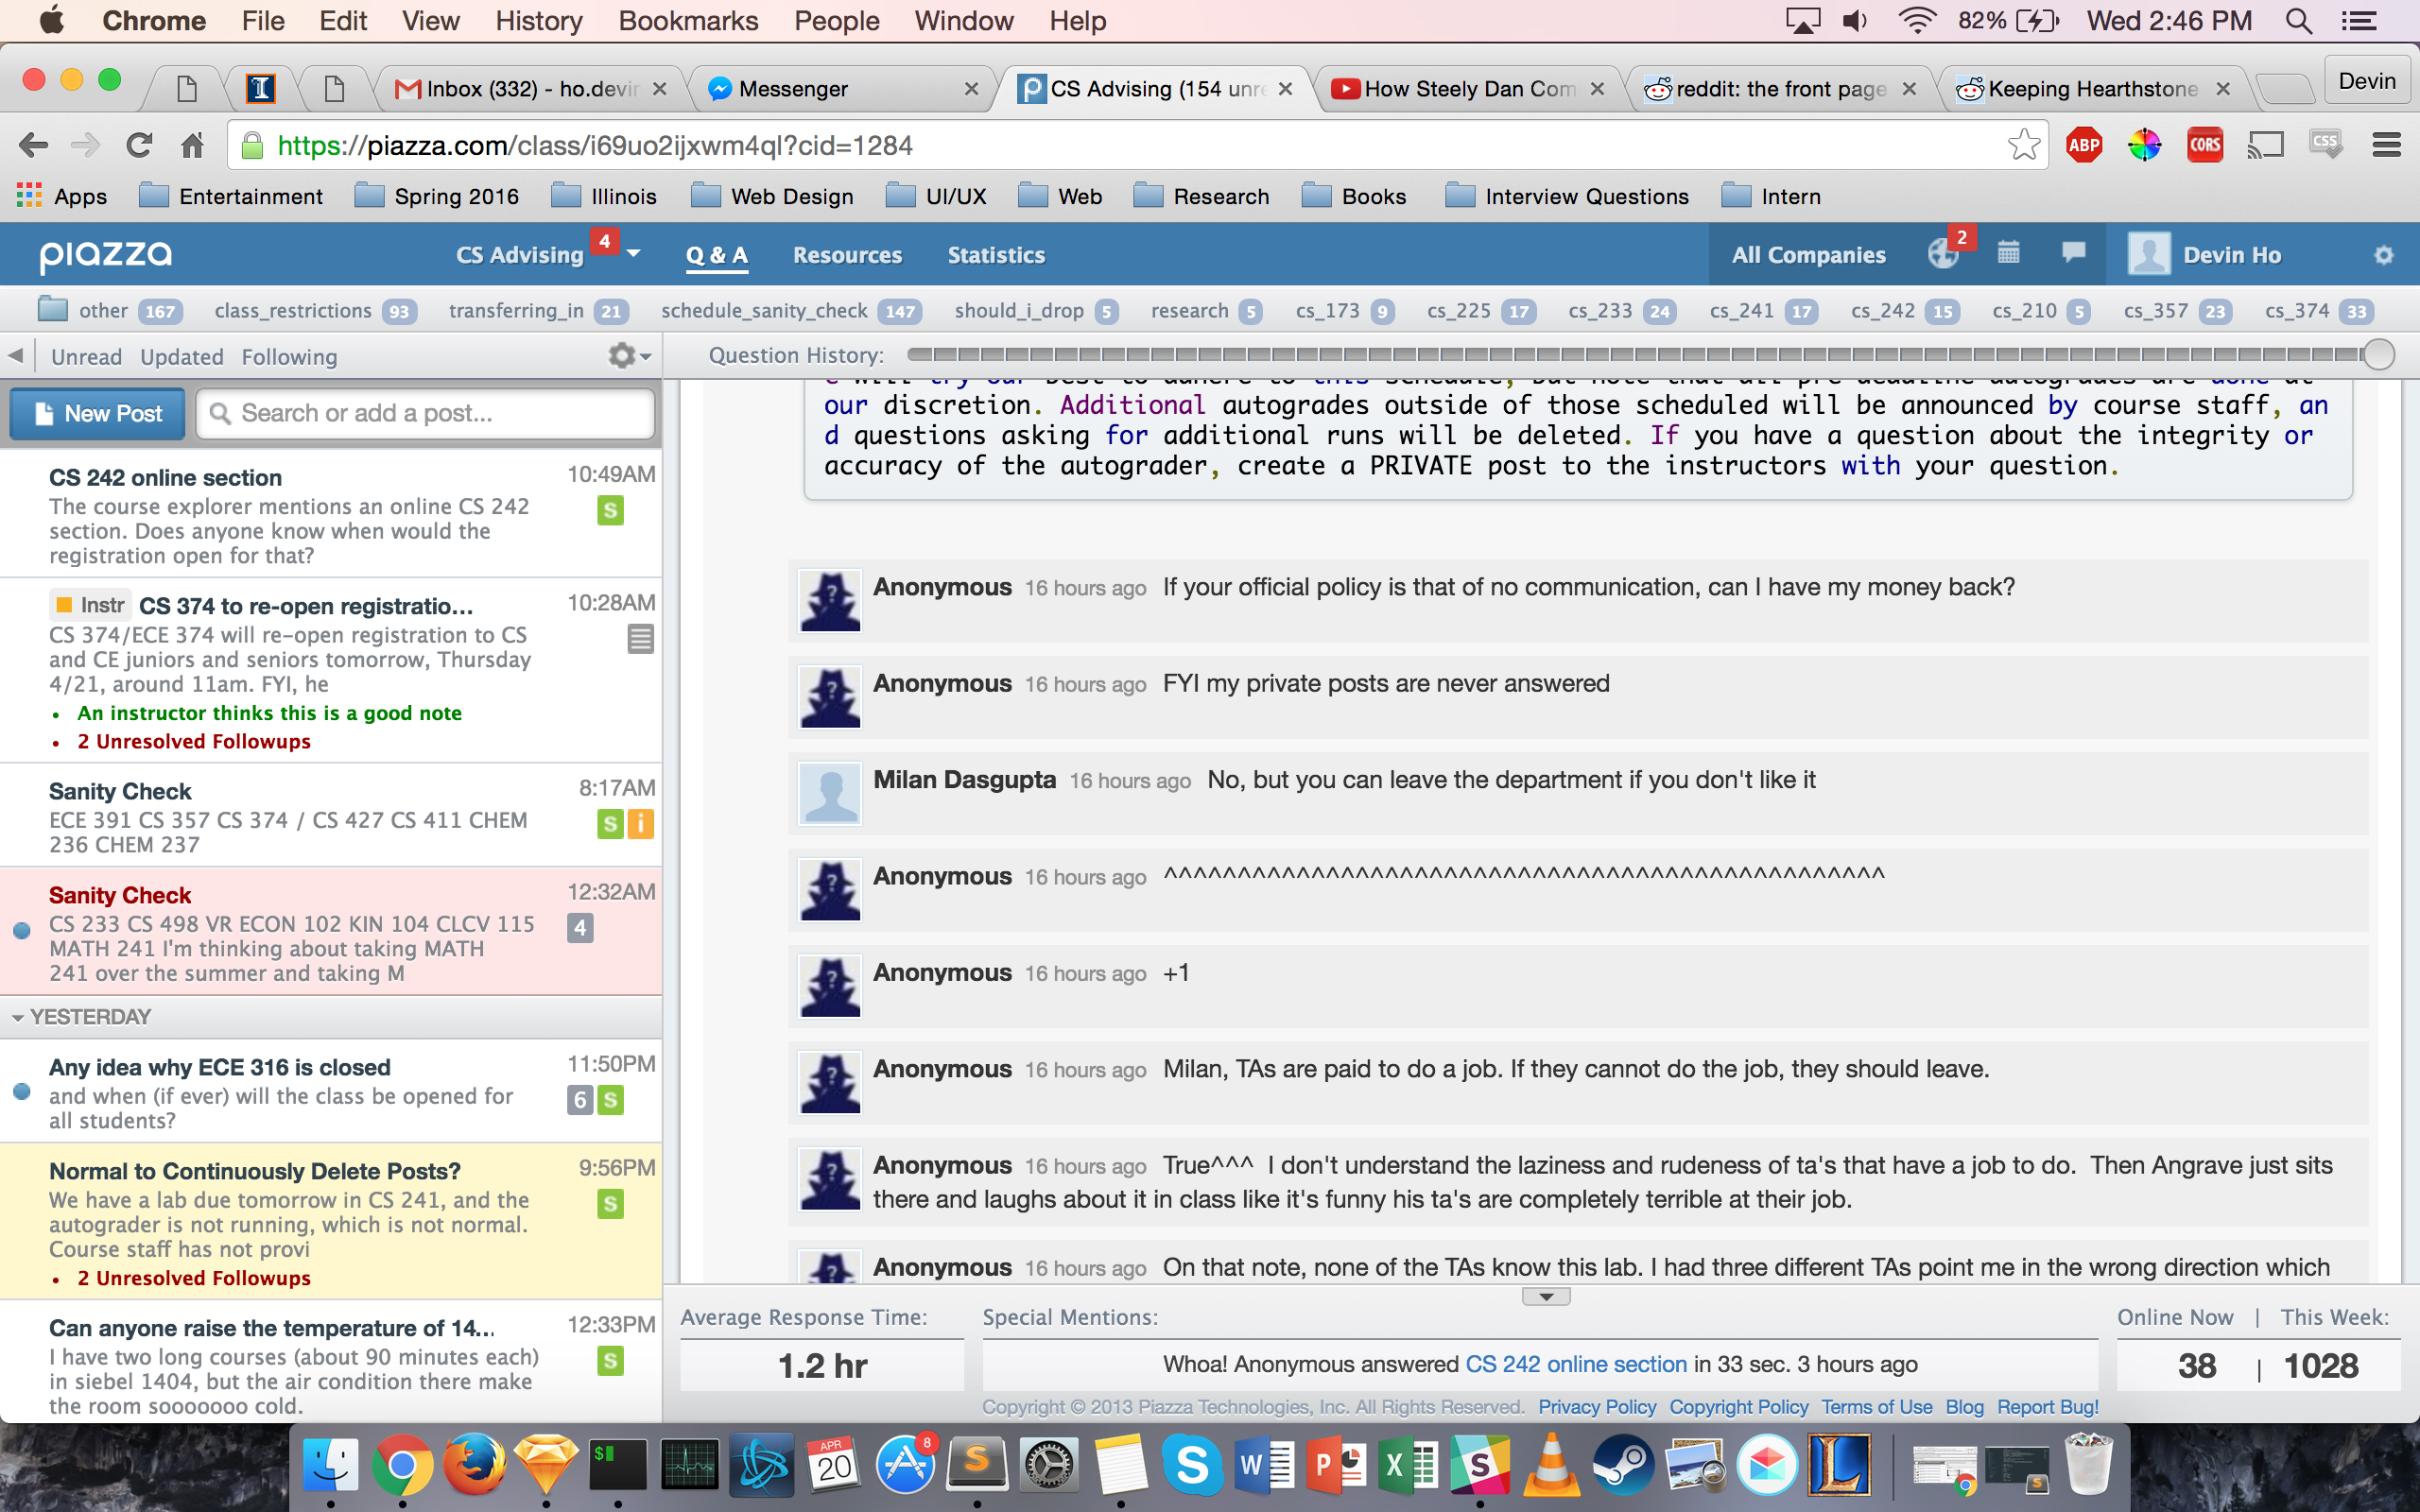 Chrome File Edit View History Bookmarks People Window Help 82% Wed 2:46 PM
Inbox (332) - ho.devin Messenger CS Advising (154 unre How Steely Dan Com reddit: the front page Keeping Hearthstone Devin
https://piazza.com/class/i69uo2ijxwm4ql?cid=1284 ABP CORS CSS
Apps Entertainment Spring 2016 Illinois Web Design UI/UX Web Research Books Interview Questions Intern
piazza CS Advising 4 Q & A Resources Statistics All Companies 2 Devin Ho
other 167 class_restrictions 93 transferring_in 21 schedule_sanity_check 147 should_i_drop 5 research 5 cs_173 9 cs_225 17 cs_233 24 cs_241 17 cs_242 15 cs_210 5 cs_357 23 cs_374 33
Unread Updated Following
Question History:
New Post Search or add a post...
CS 242 online section 10:49AM
The course explorer mentions an online CS 242 S
section. Does anyone know when would the
registration open for that?
Instr CS 374 to re-open registratio... 10:28AM
CS 374/ECE 374 will re-open registration to CS
and CE juniors and seniors tomorrow, Thursday
4/21, around 11am. FYI, he
• An instructor thinks this is a good note
• 2 Unresolved Followups
Sanity Check 8:17AM
ECE 391 CS 357 CS 374 / CS 427 CS 411 CHEM S i
236 CHEM 237
Sanity Check 12:32AM
CS 233 CS 498 VR ECON 102 KIN 104 CLCV 115 4
MATH 241 I'm thinking about taking MATH
241 over the summer and taking M
YESTERDAY
Any idea why ECE 316 is closed 11:50PM
and when (if ever) will the class be opened for 6 S
all students?
Normal to Continuously Delete Posts? 9:56PM
We have a lab due tomorrow in CS 241, and the S
autograder is not running, which is not normal.
Course staff has not provi
• 2 Unresolved Followups
Can anyone raise the temperature of 14... 12:33PM
I have two long courses (about 90 minutes each) S
in siebel 1404, but the air condition there make
the room sooooooo cold.
e will try our best to adhere to this schedule, but note that all pre-deadline autogrades are done at
our discretion. Additional autogrades outside of those scheduled will be announced by course staff, an
d questions asking for additional runs will be deleted. If you have a question about the integrity or
accuracy of the autograder, create a PRIVATE post to the instructors with your question.
Anonymous 16 hours ago If your official policy is that of no communication, can I have my money back?
Anonymous 16 hours ago FYI my private posts are never answered
Milan Dasgupta 16 hours ago No, but you can leave the department if you don't like it
Anonymous 16 hours ago ^^^^^^^^^^^^^^^^^^^^^^^^^^^^^^^^^^^^^^^^^^^^^^^^^
Anonymous 16 hours ago +1
Anonymous 16 hours ago Milan, TAs are paid to do a job. If they cannot do the job, they should leave.
Anonymous 16 hours ago True^^^ I don't understand the laziness and rudeness of ta's that have a job to do. Then Angrave just sits
there and laughs about it in class like it's funny his ta's are completely terrible at their job.
Anonymous 16 hours ago On that note, none of the TAs know this lab. I had three different TAs point me in the wrong direction which
Average Response Time: Special Mentions: Online Now | This Week:
1.2 hr Whoa! Anonymous answered CS 242 online section in 33 sec. 3 hours ago 38 | 1028
Copyright © 2013 Piazza Technologies, Inc. All Rights Reserved. Privacy Policy Copyright Policy Terms of Use Blog Report Bug!
APR
20
8